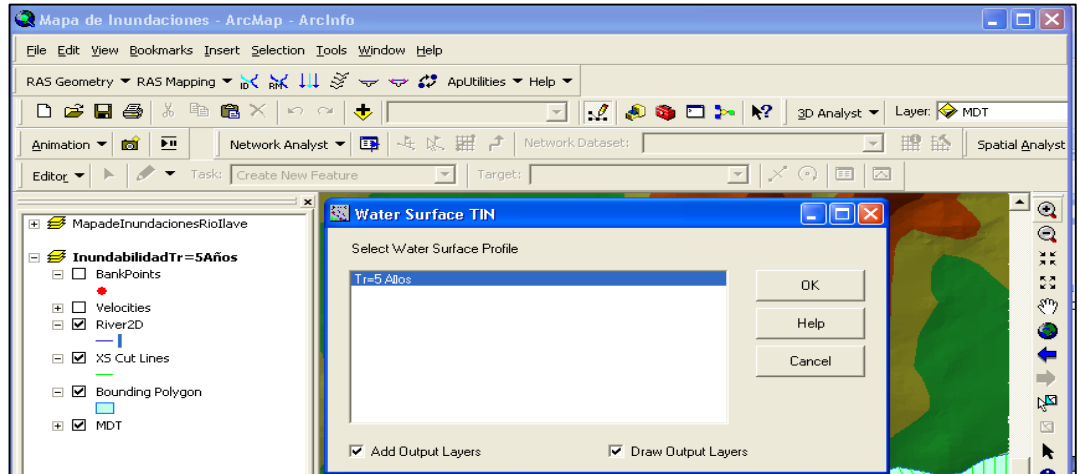 Mapa de Inundaciones - ArcMap - ArcInfo
File Edit View Bookmarks Insert Selection Tools Window Help
RAS Geometry RAS Mapping ID RM ApUtilities Help
3D Analyst Layer: MDT
Animation Network Analyst Network Dataset: Spatial Analyst
Editor Task: Create New Feature Target:
MapadeInundacionesRioIlave
InundabilidadTr=5Años
BankPoints
Velocities
River2D
XS Cut Lines
Bounding Polygon
MDT
Water Surface TIN
Select Water Surface Profile
Tr=5 Años
OK
Help
Cancel
Add Output Layers Draw Output Layers